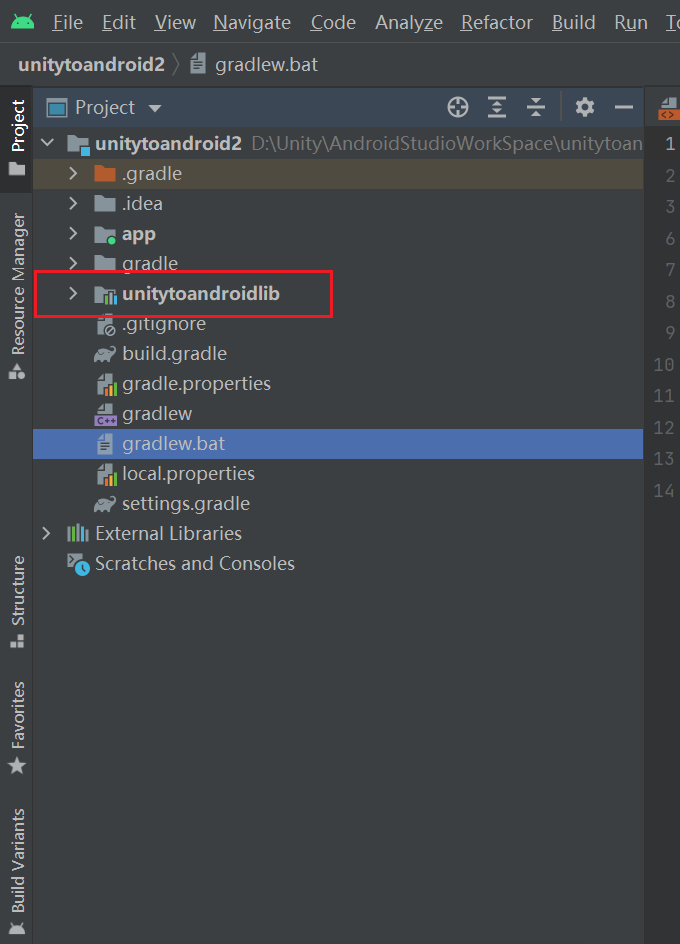 File Edit View Navigate Code Analyze Refactor Build Run
unitytoandroid2 gradlew.bat
Project
unitytoandroid2 D:\Unity\AndroidStudioWorkSpace\unitytoan
.gradle
.idea
app
gradle
unitytoandroidlib
.gitignore
build.gradle
gradle.properties
C++ gradlew
gradlew.bat
local.properties
settings.gradle
External Libraries
Scratches and Consoles
Project
Resource Manager
Structure
Favorites
Build Variants
1
2
3
6
7
8
9
10
11
12
13
14